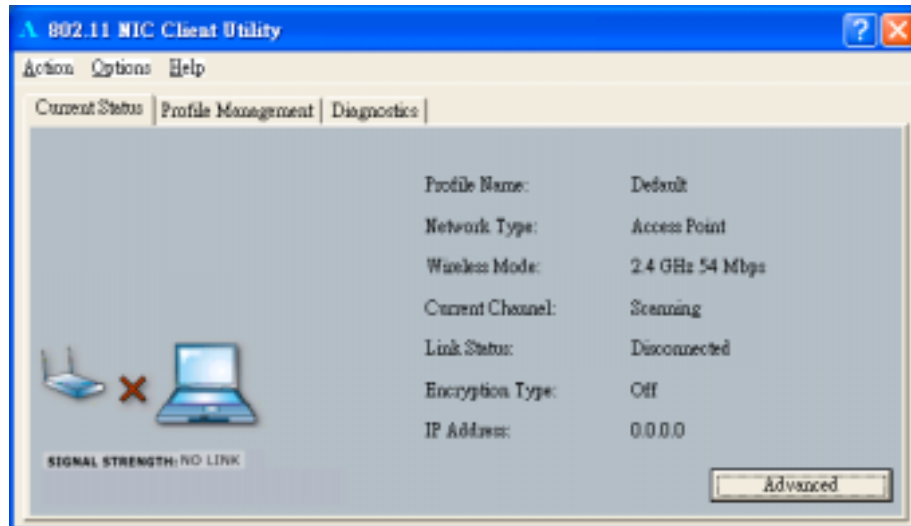 802.11 NIC Client Utility
Action Options Help
Current Status Profile Management Diagnostics
Profile Name: Default
Network Type: Access Point
Wireless Mode: 2.4 GHz 54 Mbps
Current Channel: Scanning
Link Status: Disconnected
Encryption Type: Off
IP Address: 0.0.0.0
SIGNAL STRENGTH: NO LINK
Advanced